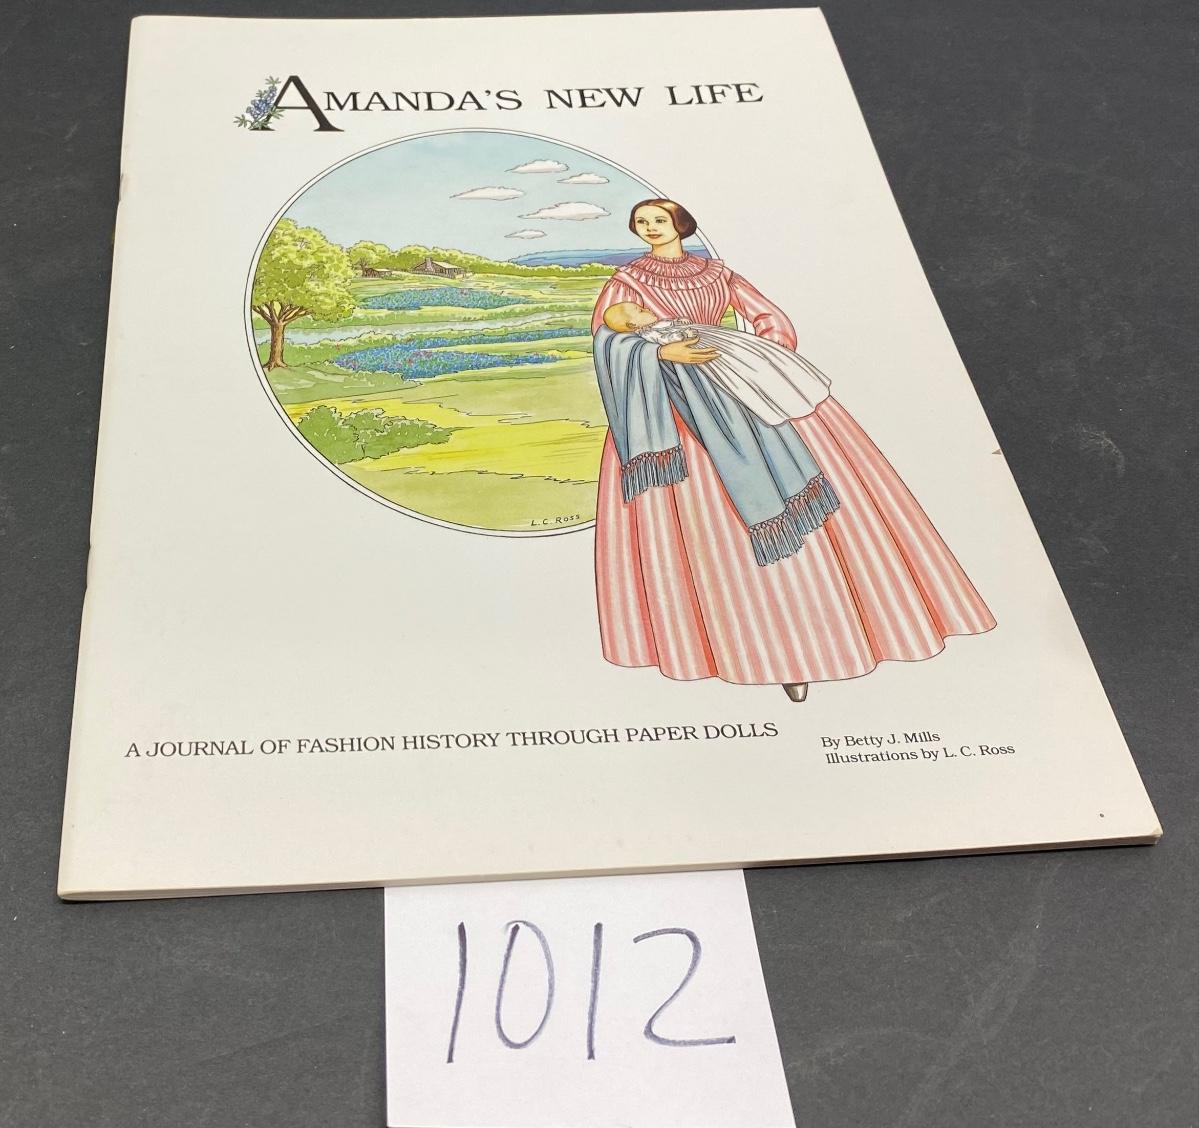 AMANDA'S NEW LIFE
L. C. ROSS
A JOURNAL OF FASHION HISTORY THROUGH PAPER DOLLS
By Betty J. Mills
Illustrations by L. C. Ross
1012